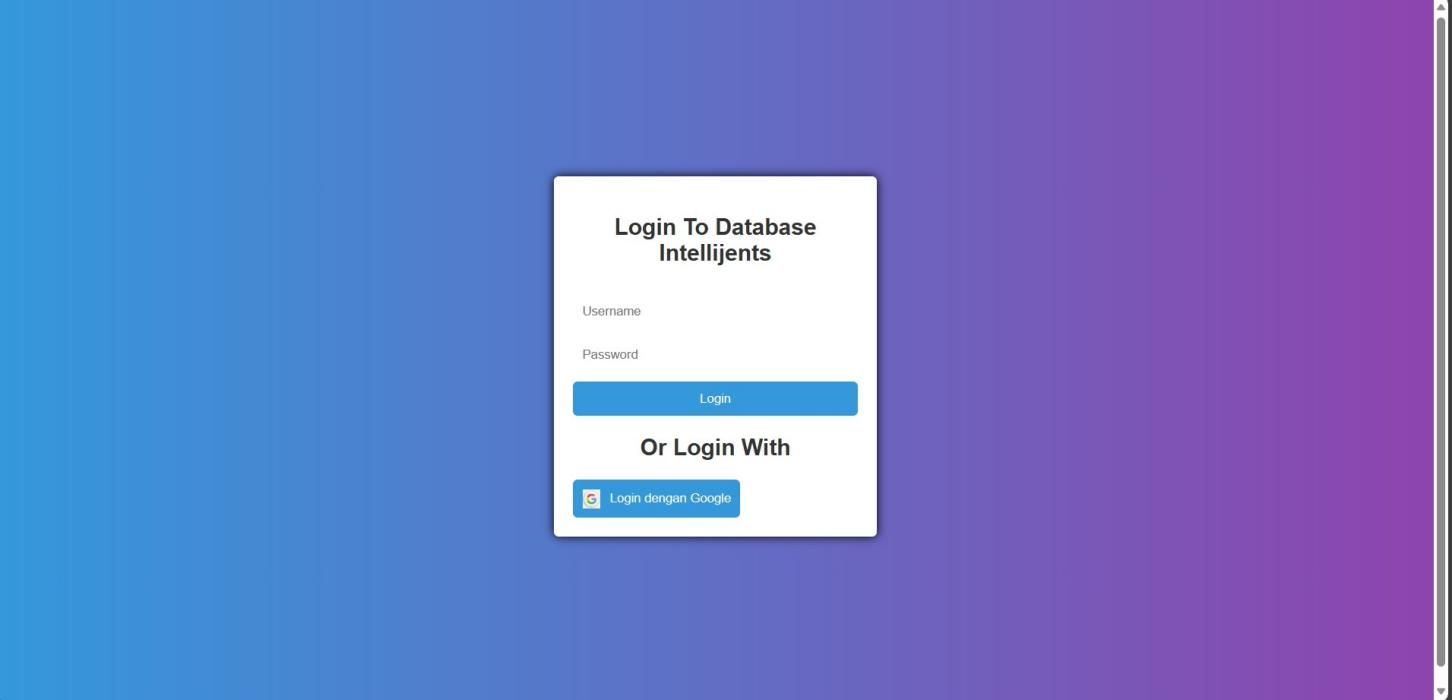 Login To Database
Intellijents
Username
Password
Login
Or Login With
Login dengan Google